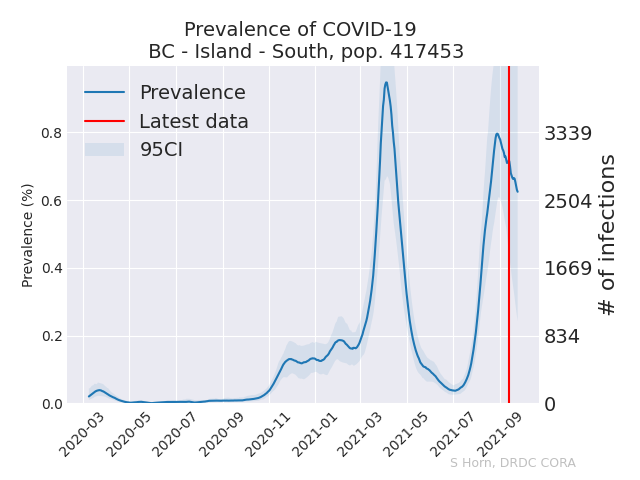 Prevalence of COVID-19
BC - Island - South, pop. 417453
Prevalence
Latest data
95CI
Prevalence (%)
0.8
0.6
0.4
0.2
0.0
3339
2504
1669
834
0
# of infections
2020-03
2020-05
2020-07
2020-09
2020-11
2021-01
2021-03
2021-05
2021-07
2021-09
S Horn, DRDC CORA